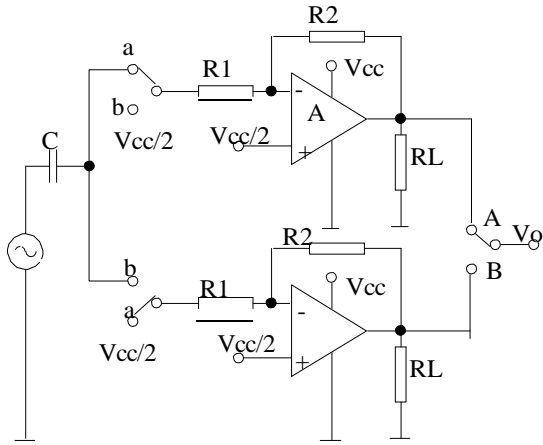 R2
a
R1
Vcc
-
A
b
Vcc/2
Vcc/2
C
+
RL
A
Vo
R2
B
b
R1
Vcc
a
-
Vcc/2
Vcc/2
+
RL